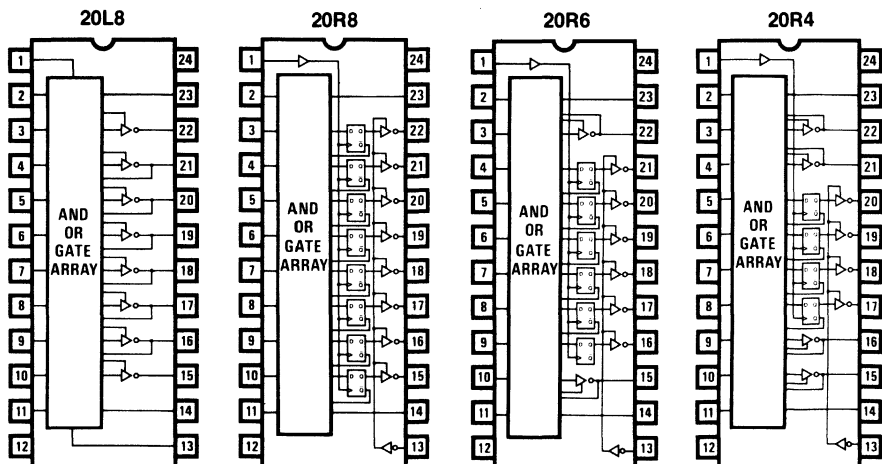 20L8 20R8 20R6 20R4
1 24 1 24 1 24 1 24
2 23 2 23 2 23 2 23
3 22 3 22 3 22 3 22
4 21 4 21 4 21 4 21
5 20 5 20 5 20 5 20
AND AND AND AND
6 OR 19 6 OR 19 6 OR 19 6 OR 19
GATE GATE GATE GATE
7 ARRAY 18 7 ARRAY 18 7 ARRAY 18 7 ARRAY 18
8 17 8 17 8 17 8 17
9 16 9 16 9 16 9 16
10 15 10 15 10 15 10 15
11 14 11 14 11 14 11 14
12 13 12 13 12 13 12 13